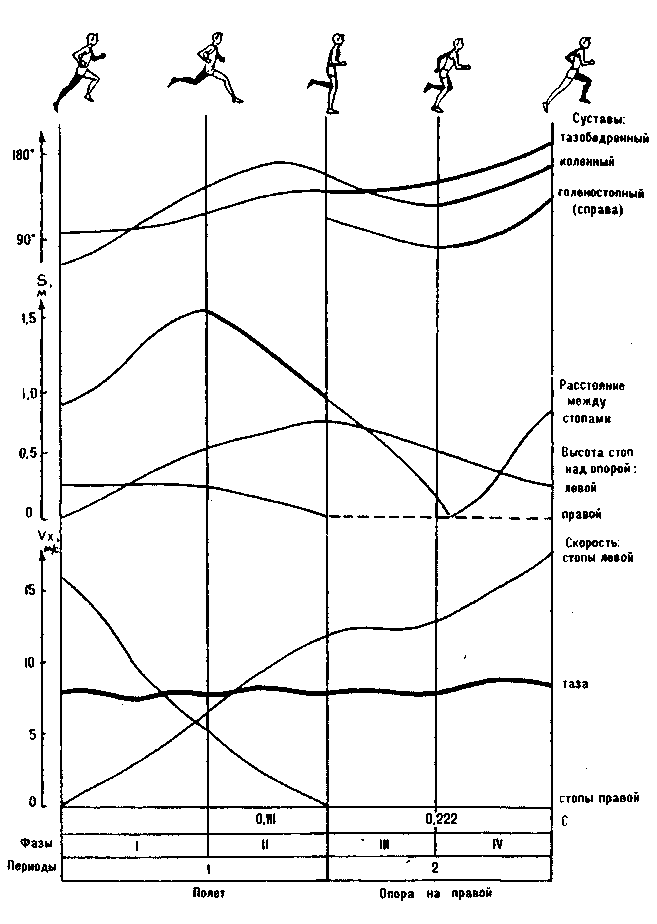 Суставы:
тазобедренный
180°
коленный
голеностопный
(справа)
90°
S,
м
1,5
1,0
Расстояние
между
стопами
0,5
Высота стоп
над опорой:
левой
0
правой
Vx,
м/с
Скорость:
стопы левой
15
10
таза
5
0
стопы правой
0,111
0,222
С
Фазы
I
II
III
IV
Периоды
1
2
Полет
Опора на правой